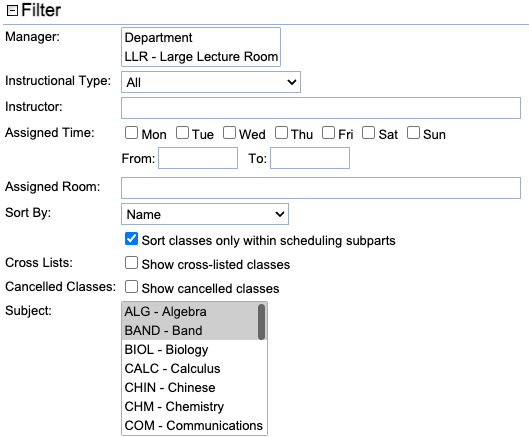 Filter
Manager:
Department
LLR - Large Lecture Room
Instructional Type: All
Instructor:
Assigned Time: Mon Tue Wed Thu Fri Sat Sun
From: To:
Assigned Room:
Sort By: Name
Sort classes only within scheduling subparts
Cross Lists: Show cross-listed classes
Cancelled Classes: Show cancelled classes
Subject: ALG - Algebra
BAND - Band
BIOL - Biology
CALC - Calculus
CHIN - Chinese
CHM - Chemistry
COM - Communications